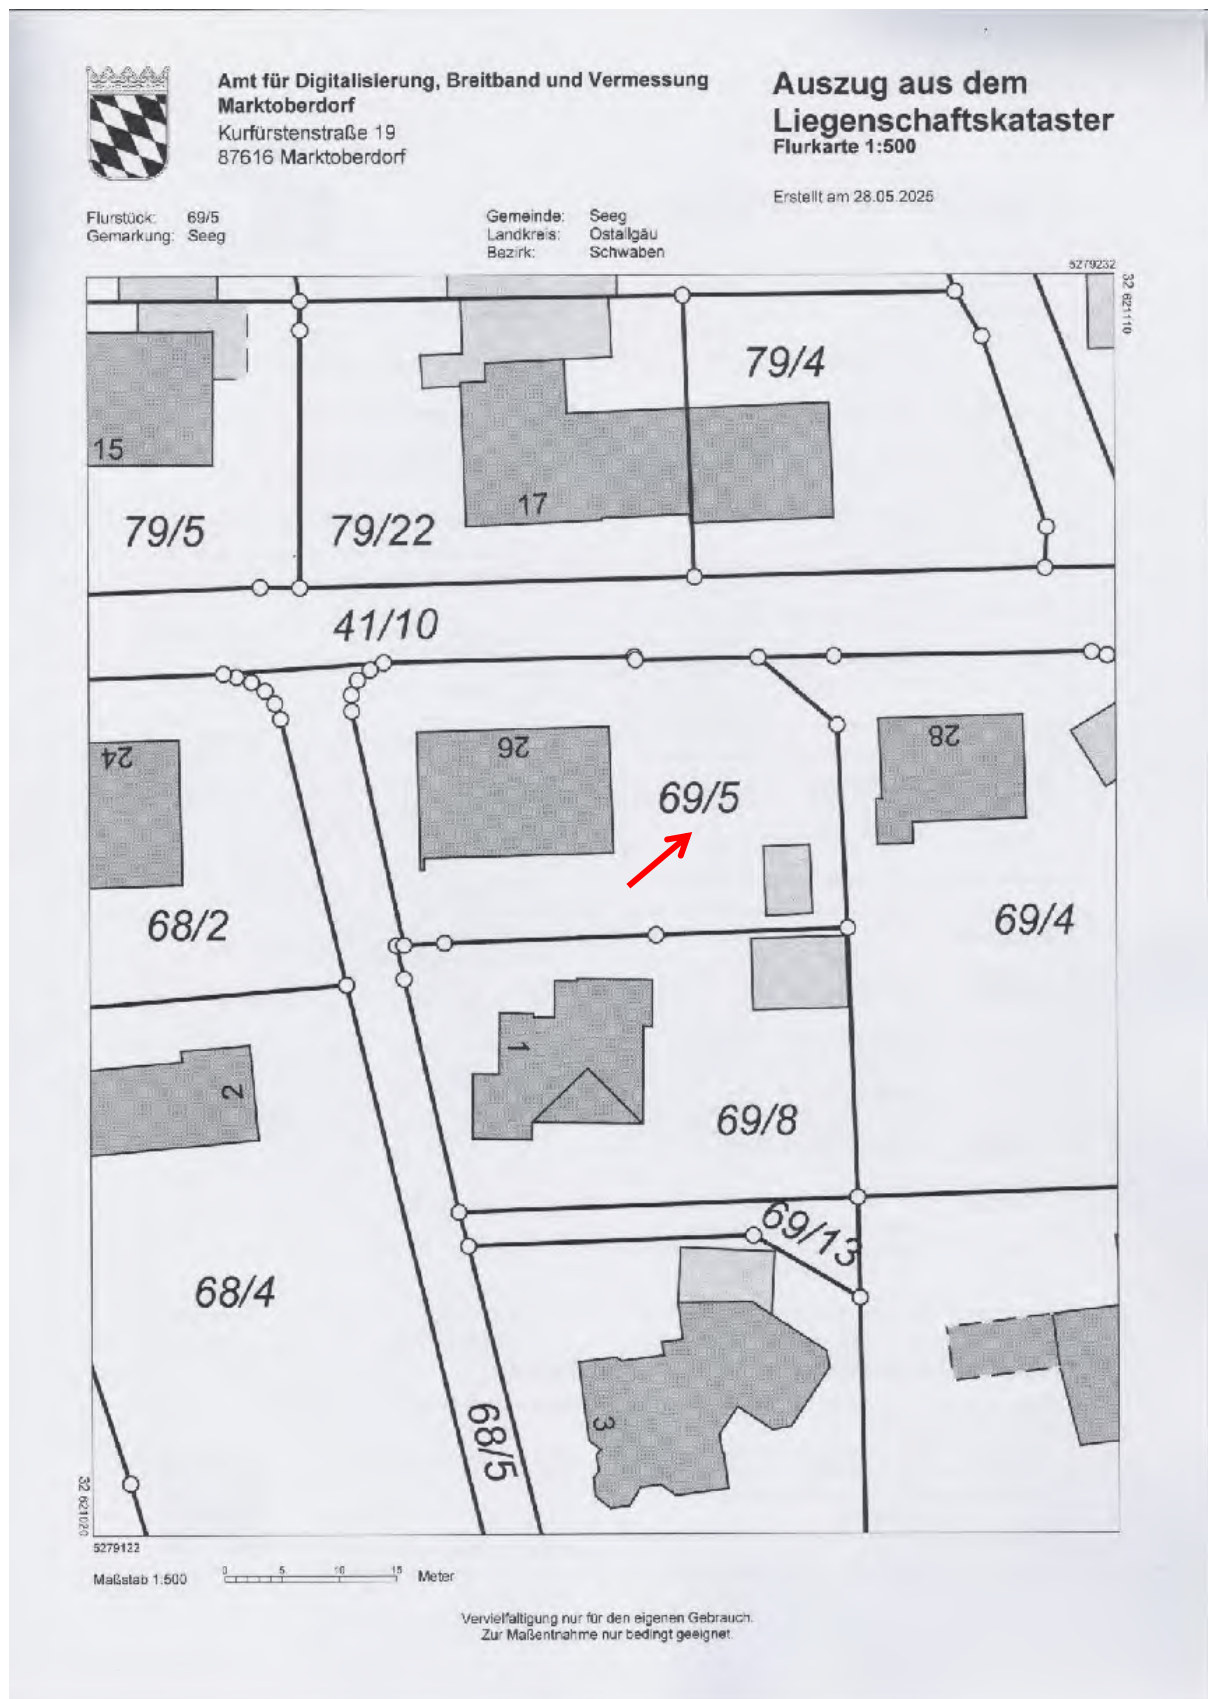 Amt für Digitalisierung, Breitband und Vermessung
Marktoberdorf
Kurfürstenstraße 19
87616 Marktoberdorf
Auszug aus dem
Liegenschaftskataster
Flurkarte 1:500
Erstellt am 28.05.2025
Flurstück: 69/5
Gemarkung: Seeg
Gemeinde: Seeg
Landkreis: Ostallgäu
Bezirk: Schwaben
5279232
32 621110
79/4
15
17
79/5
79/22
41/10
24
26
28
69/5
68/2
69/4
1
2
69/8
69/13
68/4
3
68/5
32 621020
5279122
Maßstab 1:500
0 5 10 15
Meter
Vervielfältigung nur für den eigenen Gebrauch.
Zur Maßentnahme nur bedingt geeignet.